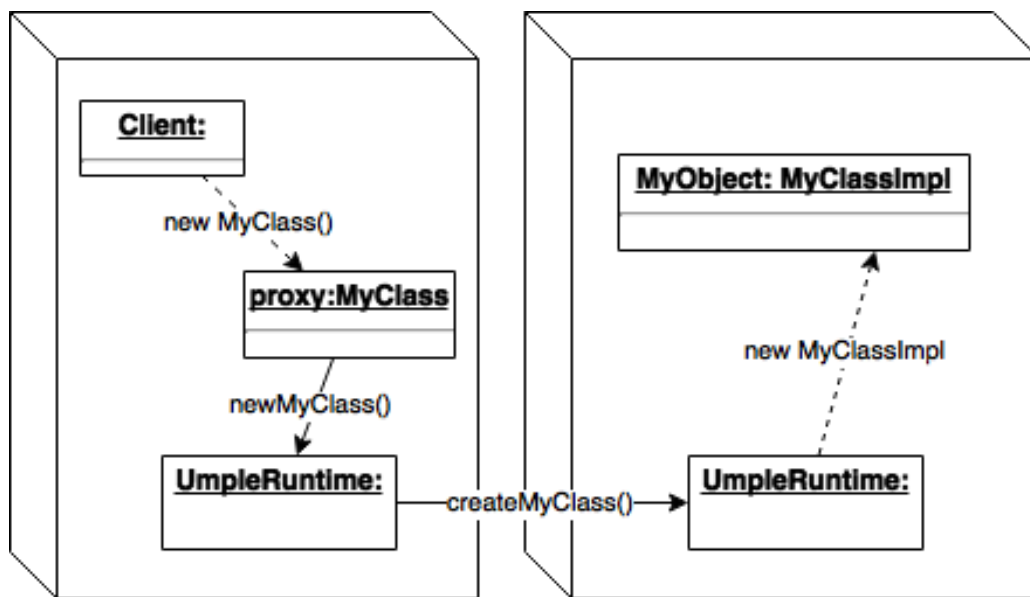 Client:
new MyClass()
proxy:MyClass
newMyClass()
UmpleRuntime:
createMyClass()
MyObject: MyClassImpl
new MyClassImpl
UmpleRuntime: